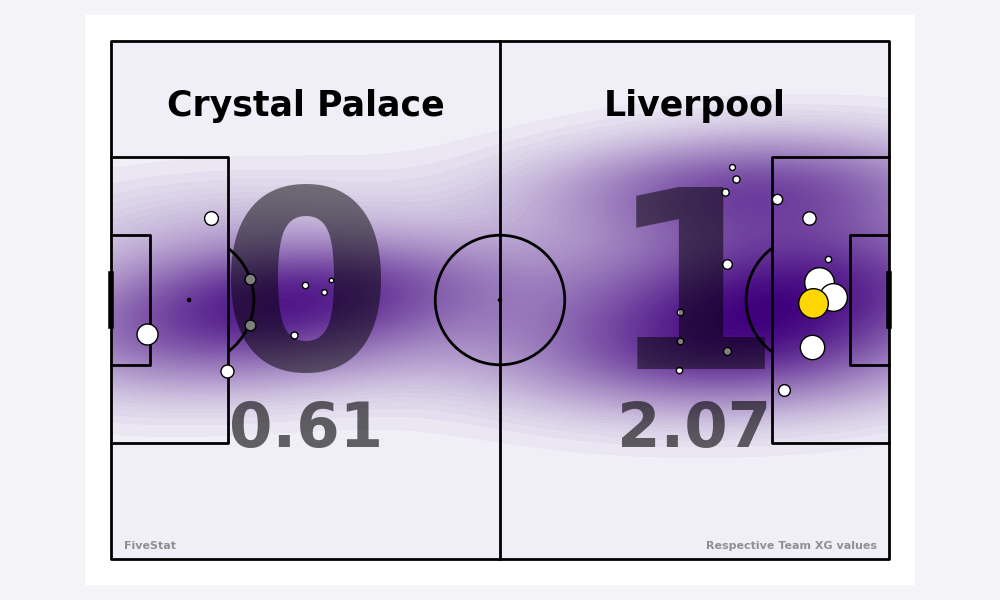 Crystal Palace
Liverpool
0
1
0.61
2.07
FiveStat
Respective Team XG values